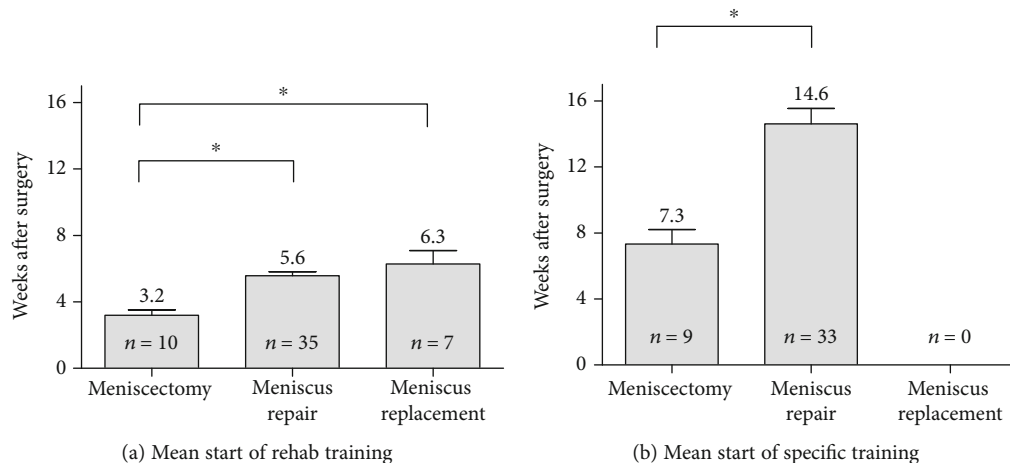 Weeks after surgery
16
12
8
4
0
*
*
3.2
5.6
6.3
n = 10
n = 35
n = 7
Meniscectomy
Meniscus
repair
Meniscus
replacement
(a) Mean start of rehab training
Weeks after surgery
16
12
8
4
0
*
7.3
14.6
n = 9
n = 33
n = 0
Meniscectomy
Meniscus
repair
Meniscus
replacement
(b) Mean start of specific training